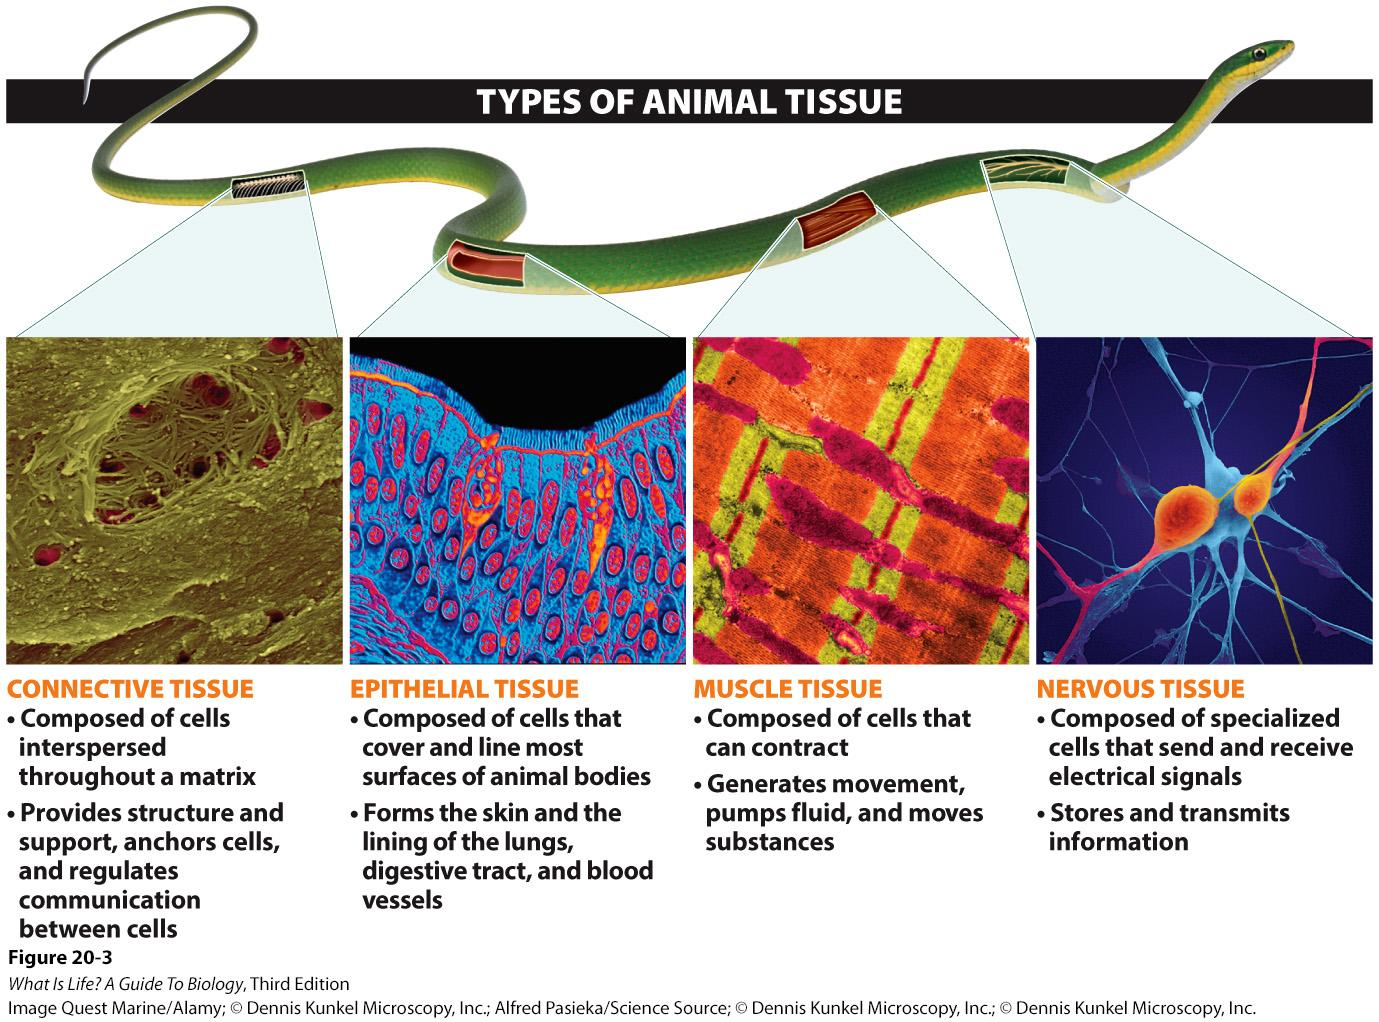 TYPES OF ANIMAL TISSUE
CONNECTIVE TISSUE
• Composed of cells
interspersed
throughout a matrix
• Provides structure and
support, anchors cells,
and regulates
communication
between cells
EPITHELIAL TISSUE
• Composed of cells that
cover and line most
surfaces of animal bodies
• Forms the skin and the
lining of the lungs,
digestive tract, and blood
vessels
MUSCLE TISSUE
• Composed of cells that
can contract
• Generates movement,
pumps fluid, and moves
substances
NERVOUS TISSUE
• Composed of specialized
cells that send and receive
electrical signals
• Stores and transmits
information
Figure 20-3
What Is Life? A Guide To Biology, Third Edition
Image Quest Marine/Alamy; © Dennis Kunkel Microscopy, Inc.; Alfred Pasieka/Science Source; © Dennis Kunkel Microscopy, Inc.; © Dennis Kunkel Microscopy, Inc.